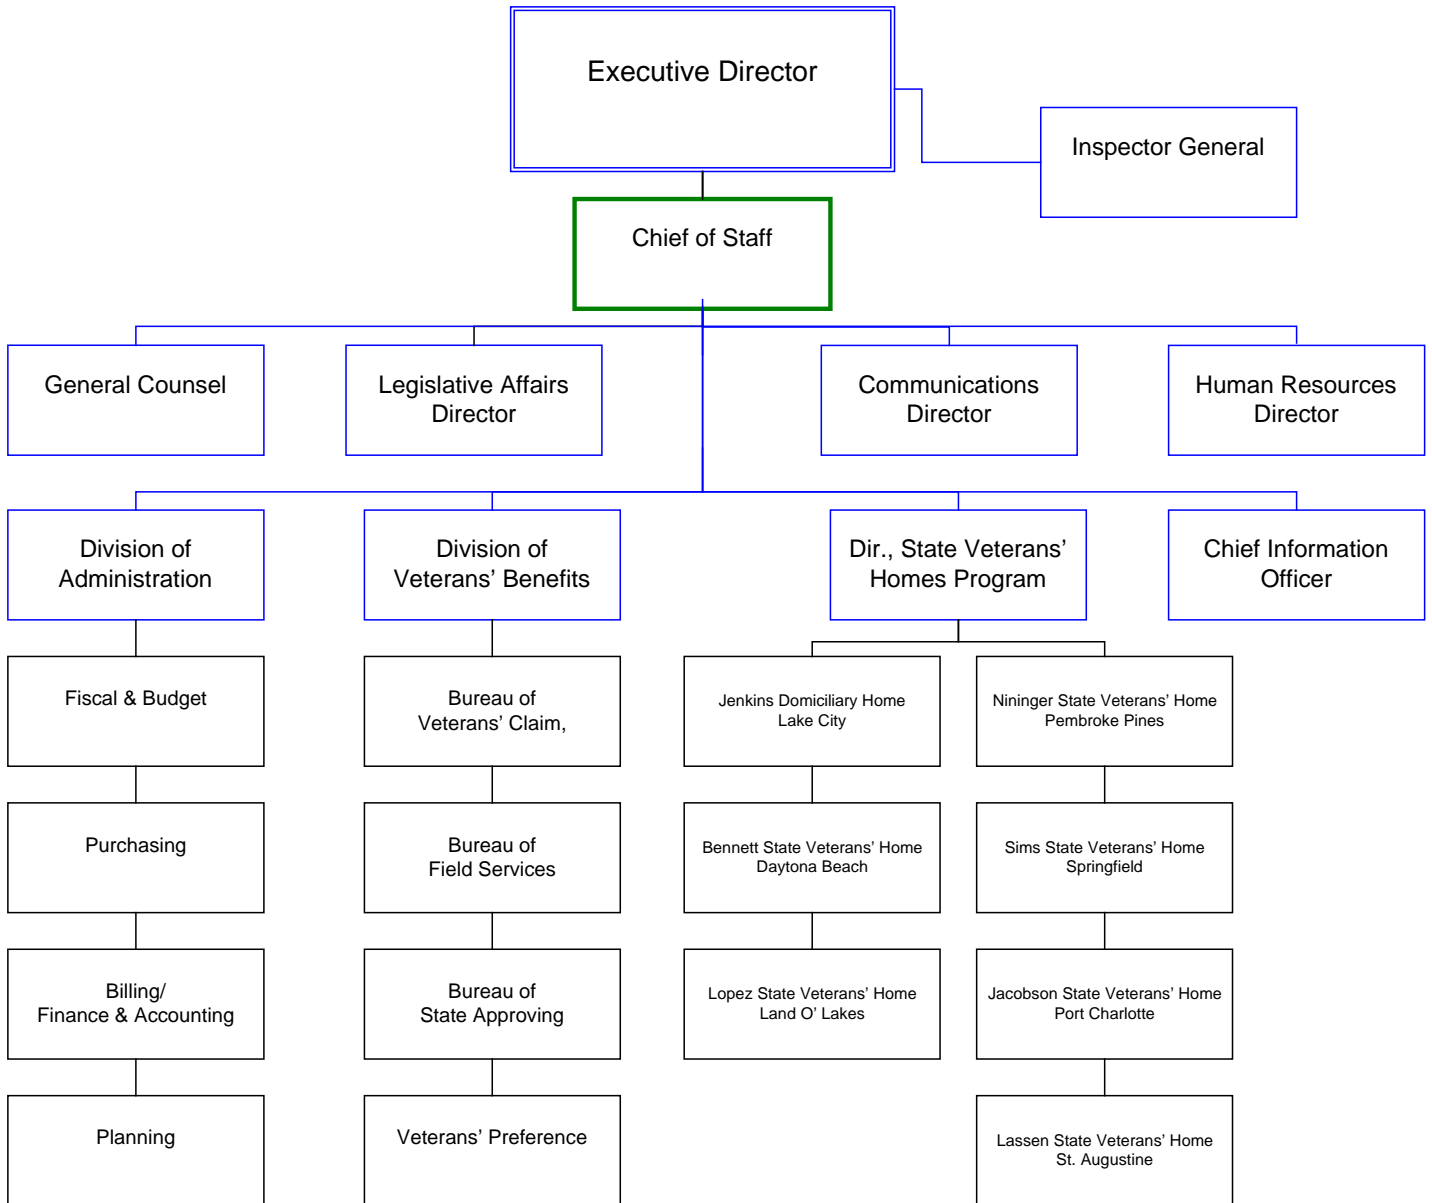 Executive Director
Inspector General
Chief of Staff
General Counsel
Legislative Affairs
Director
Communications
Director
Human Resources
Director
Division of
Administration
Division of
Veterans’ Benefits
Dir., State Veterans’
Homes Program
Chief Information
Officer
Fiscal & Budget
Bureau of
Veterans’ Claim,
Jenkins Domiciliary Home
Lake City
Nininger State Veterans’ Home
Pembroke Pines
Purchasing
Bureau of
Field Services
Bennett State Veterans’ Home
Daytona Beach
Sims State Veterans’ Home
Springfield
Billing/
Finance & Accounting
Bureau of
State Approving
Lopez State Veterans’ Home
Land O’ Lakes
Jacobson State Veterans’ Home
Port Charlotte
Planning
Veterans’ Preference
Lassen State Veterans’ Home
St. Augustine